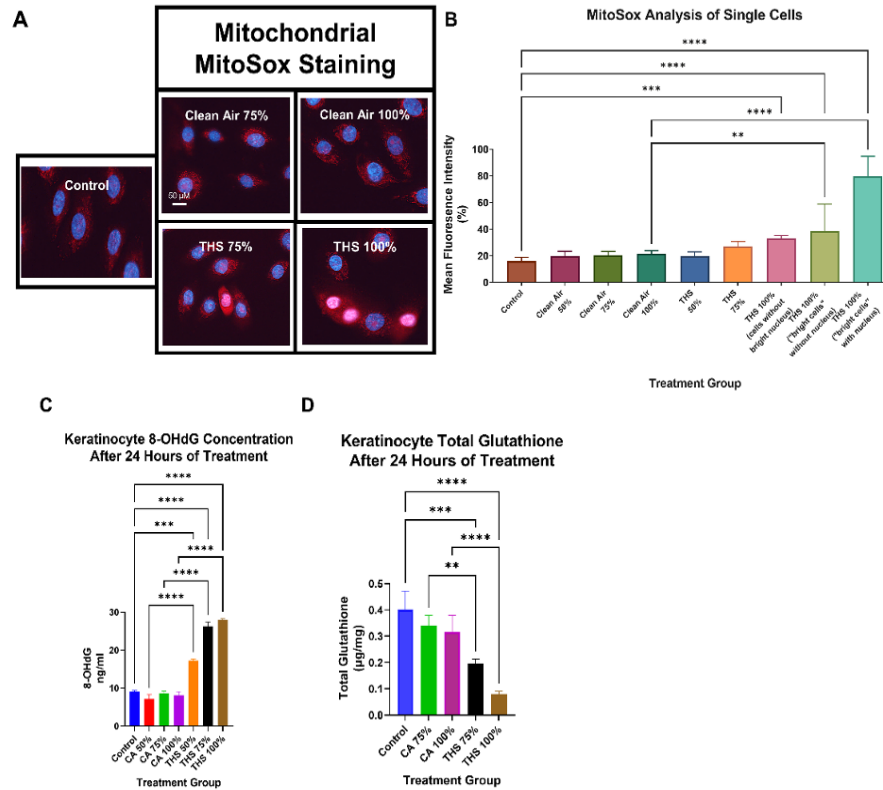 A
Mitochondrial
MitoSox Staining
Clean Air 75%
Clean Air 100%
50 µM
Control
THS 75%
THS 100%
B
MitoSox Analysis of Single Cells
****
****
***
****
**
Mean Fluoresence Intensity
(%)
100
80
60
40
20
0
Control
Clean Air
50%
Clean Air
75%
Clean Air
100%
THS
50%
THS
75%
THS 100%
(cells without
bright nucleus)
THS 100%
("bright cells"
without nucleus)
THS 100%
("bright cells"
with nucleus)
Treatment Group
C
Keratinocyte 8-OHdG Concentration
After 24 Hours of Treatment
****
****
***
****
****
****
8-OHdG
ng/ml
30
20
10
0
Control
CA 50%
CA 75%
CA 100%
THS 50%
THS 75%
THS 100%
Treatment Group
D
Keratinocyte Total Glutathione
After 24 Hours of Treatment
****
***
****
**
Total Glutathione
(µg/mg)
0.5
0.4
0.3
0.2
0.1
0.0
Control
CA 75%
CA 100%
THS 75%
THS 100%
Treatment Group